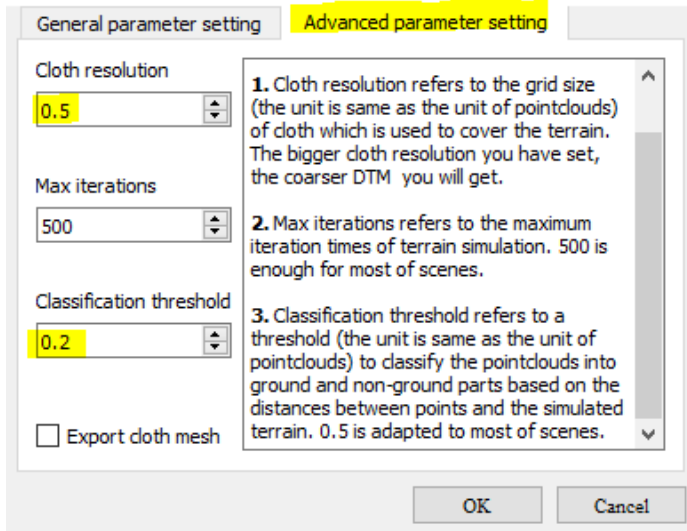 General parameter setting
Advanced parameter setting
Cloth resolution
0.5
Max iterations
500
Classification threshold
0.2
Export cloth mesh
1. Cloth resolution refers to the grid size
(the unit is same as the unit of pointclouds)
of cloth which is used to cover the terrain.
The bigger cloth resolution you have set,
the coarser DTM you will get.
2. Max iterations refers to the maximum
iteration times of terrain simulation. 500 is
enough for most of scenes.
3. Classification threshold refers to a
threshold (the unit is same as the unit of
pointclouds) to classify the pointclouds into
ground and non-ground parts based on the
distances between points and the simulated
terrain. 0.5 is adapted to most of scenes.
OK
Cancel